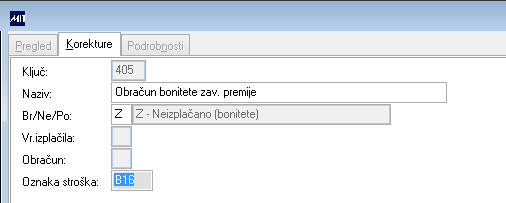 MIT
Pregled Korekture Podrobnosti
Ključ: 405
Naziv: Obračun bonitete zav. premije
Br/Ne/Po: Z Z - Neizplačano (bonitete)
Vr.izplačila:
Obračun:
Oznaka stroška: B16